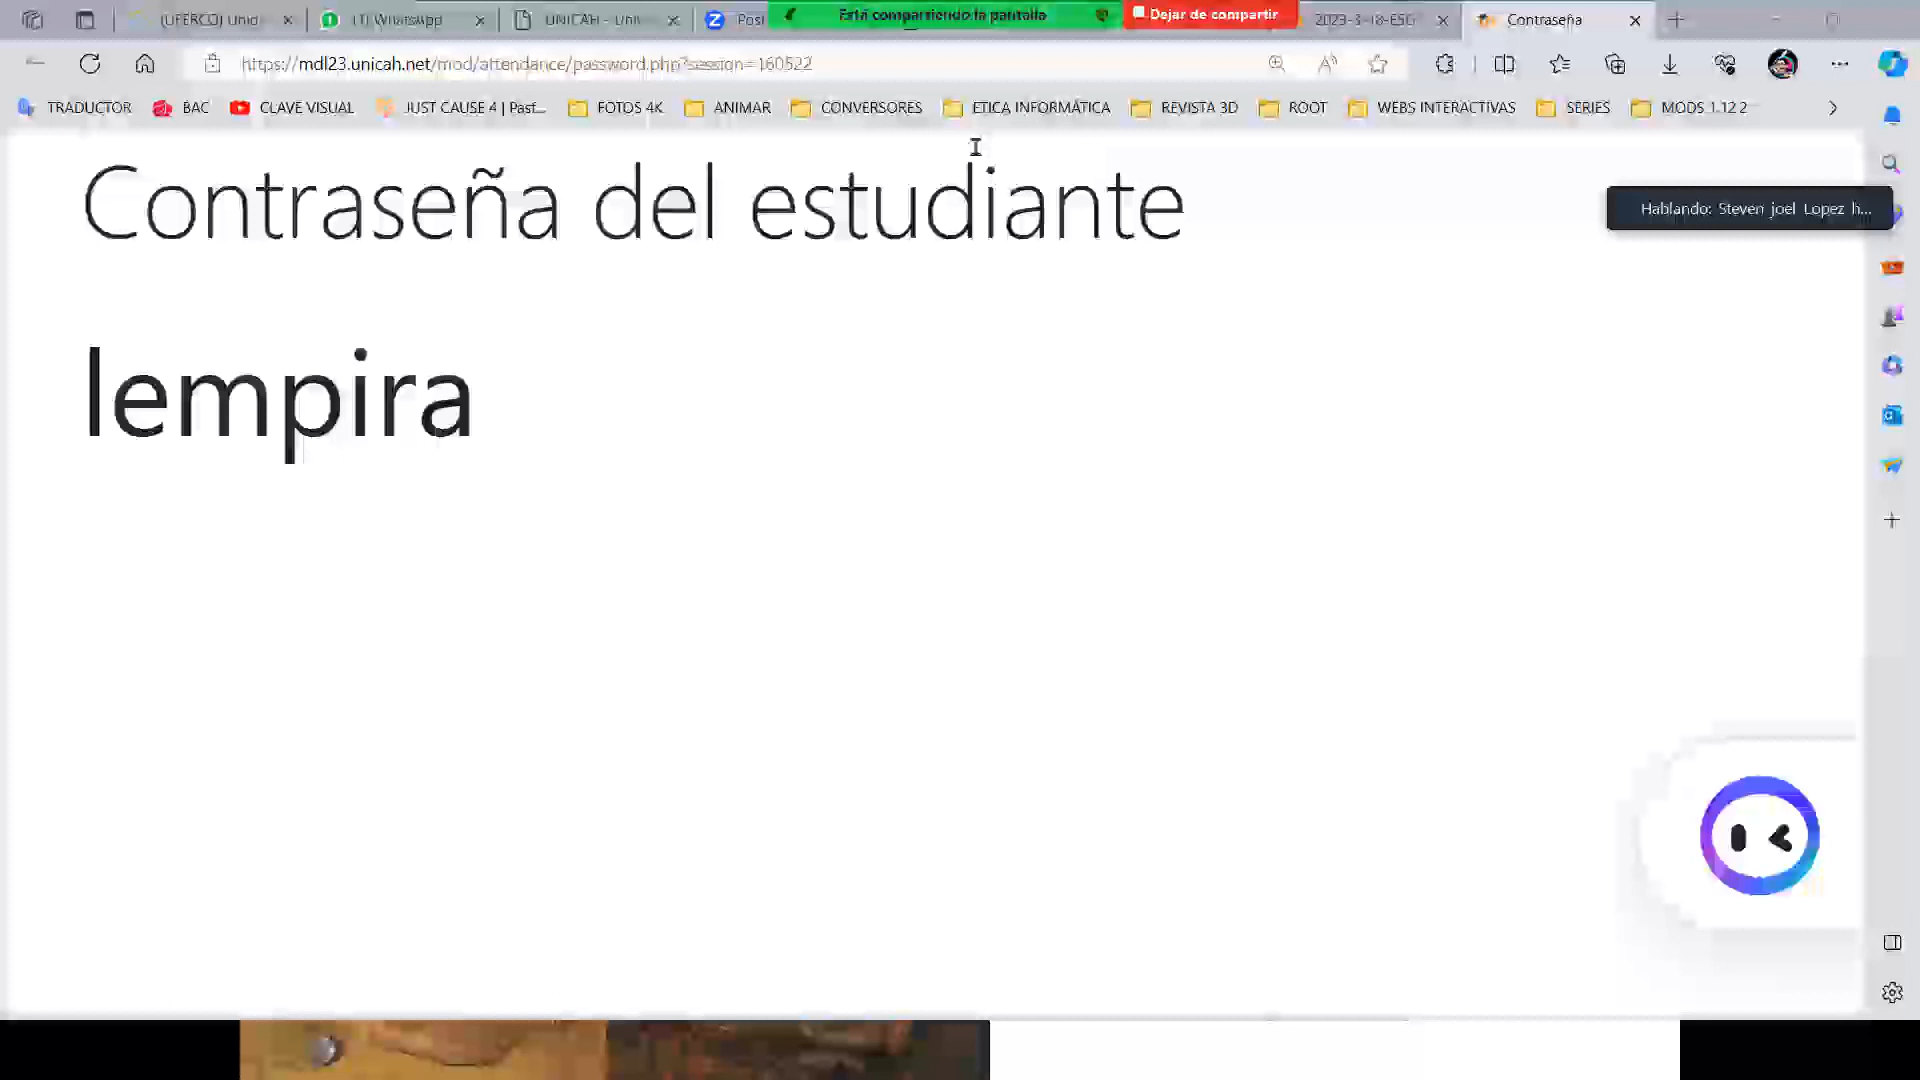 (UFERCO) Unid
(1) WhatsApp
UNICAH - Univ
Post
Está compartiendo la pantalla
Dejar de compartir
2023-3-18-ESG
Contraseña
https://mdl23.unicah.net/mod/attendance/password.php?session=160522
TRADUCTOR BAC CLAVE VISUAL JUST CAUSE 4 | Past... FOTOS 4K ANIMAR CONVERSORES ETICA INFORMÁTICA REVISTA 3D ROOT WEBS INTERACTIVAS SERIES MODS 1.12 2
Contraseña del estudiante
Hablando: Steven joel Lopez h...
lempira